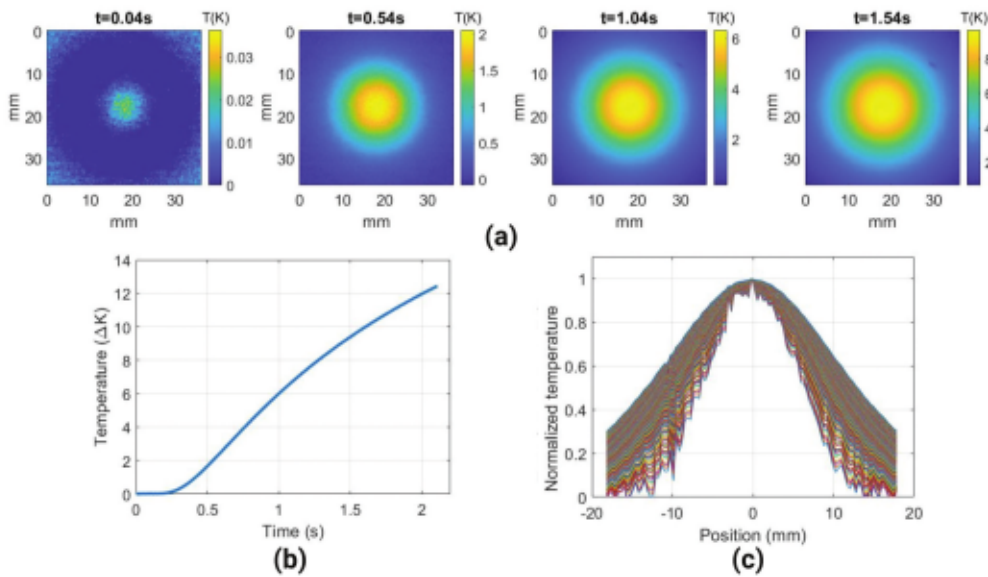 t=0.04s T(K) t=0.54s T(K) t=1.04s T(K) t=1.54s T(K)
0 0.03 0 2 0 6 0
10 1.5 10 10 8
mm 20 0.02 mm 20 1 mm 20 4 mm 20 6
0.01 0.5 2 4
30 0 30 0 30 30 2
0 10 20 30 0 10 20 30 0 10 20 30 0 10 20 30
mm mm mm mm
(a)
14
12
10
8
6
4
2
0
Temperature (ΔK)
0 0.5 1 1.5 2
Time (s)
(b)
1
0.8
0.6
0.4
0.2
0
Normalized temperature
-20 -10 0 10 20
Position (mm)
(c)